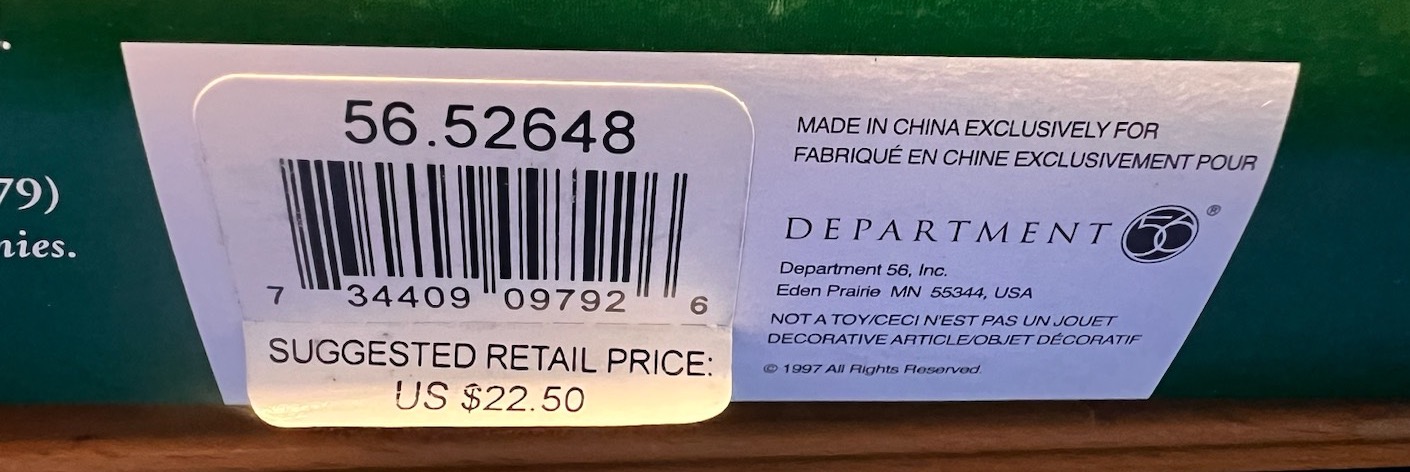 79)
nies.
56.52648
7 34409 09792 6
SUGGESTED RETAIL PRICE:
US $22.50
MADE IN CHINA EXCLUSIVELY FOR
FABRIQUÉ EN CHINE EXCLUSIVEMENT POUR
DEPARTMENT 56®
Department 56, Inc.
Eden Prairie MN 55344, USA
NOT A TOY/CECI N'EST PAS UN JOUET
DECORATIVE ARTICLE/OBJET DÉCORATIF
© 1997 All Rights Reserved.